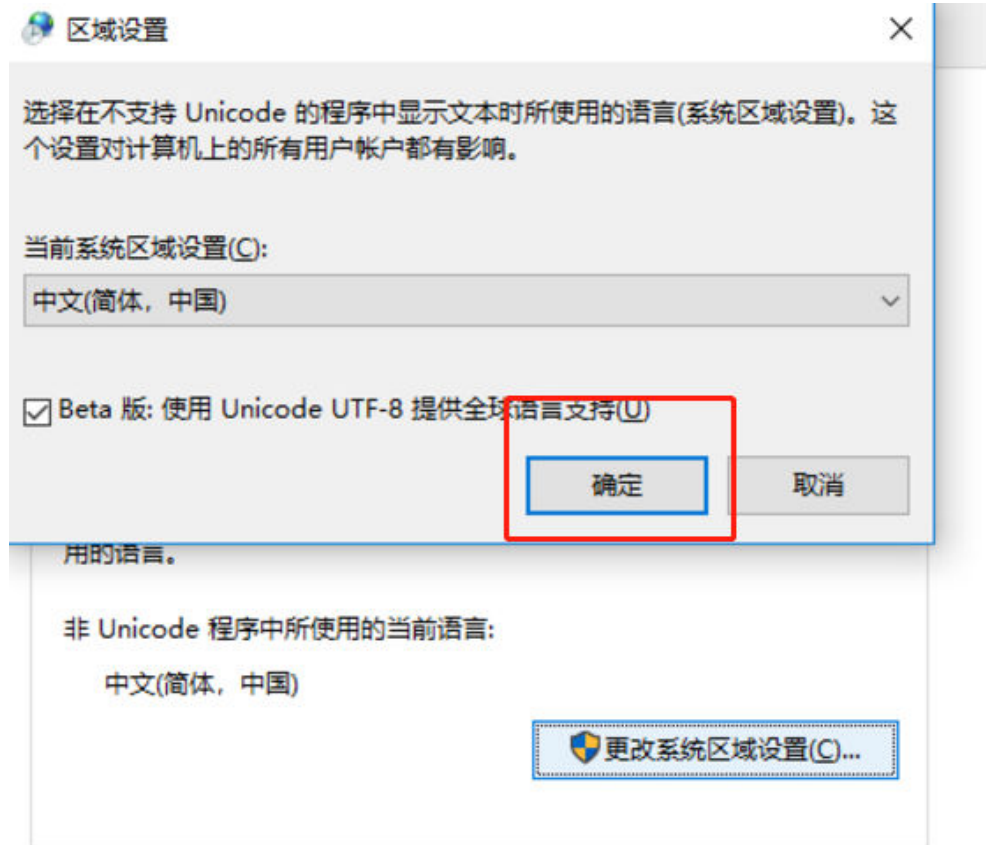 区域设置
选择在不支持 Unicode 的程序中显示文本时所使用的语言(系统区域设置)。这
个设置对计算机上的所有用户帐户都有影响。
当前系统区域设置(C):
中文(简体，中国)
Beta 版: 使用 Unicode UTF-8 提供全球语言支持(U)
确定
取消
用的语言。
非 Unicode 程序中所使用的当前语言:
中文(简体，中国)
更改系统区域设置(C)...